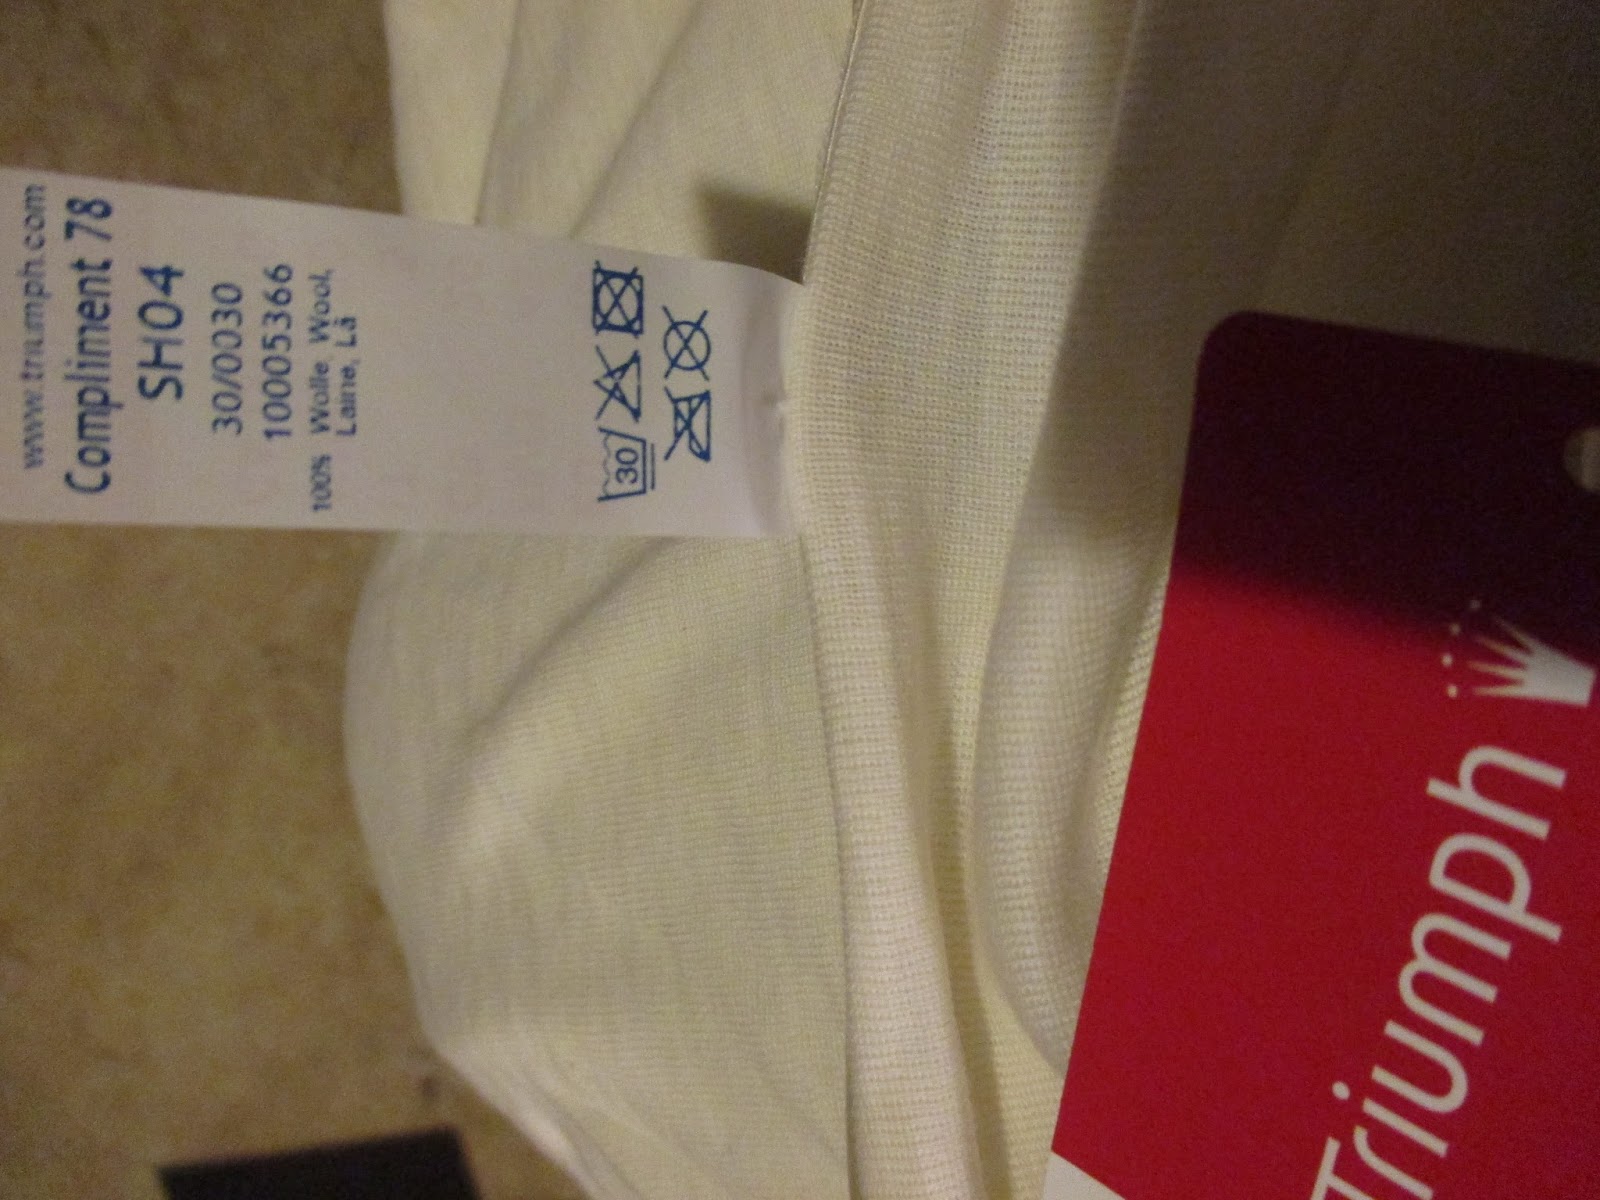 www.triumph.com
Compliment 78
SH04
30/0030
10005366
100% Wolle, Wool,
Laine, Lã
30
Triumph